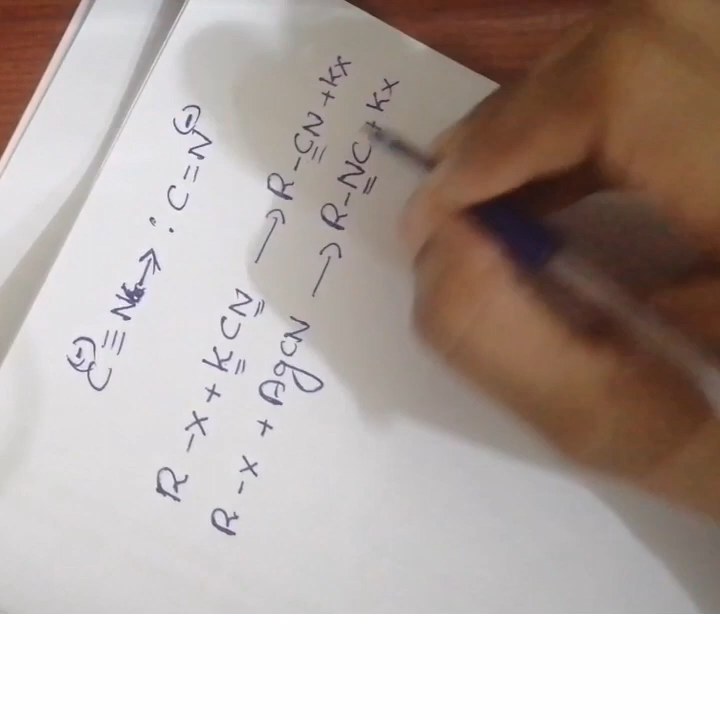 (-)C≡N ⟷ :C=N(-)
R-X + KCN ⟶ R-CN + KX
R-X + AgCN ⟶ R-NC + KX